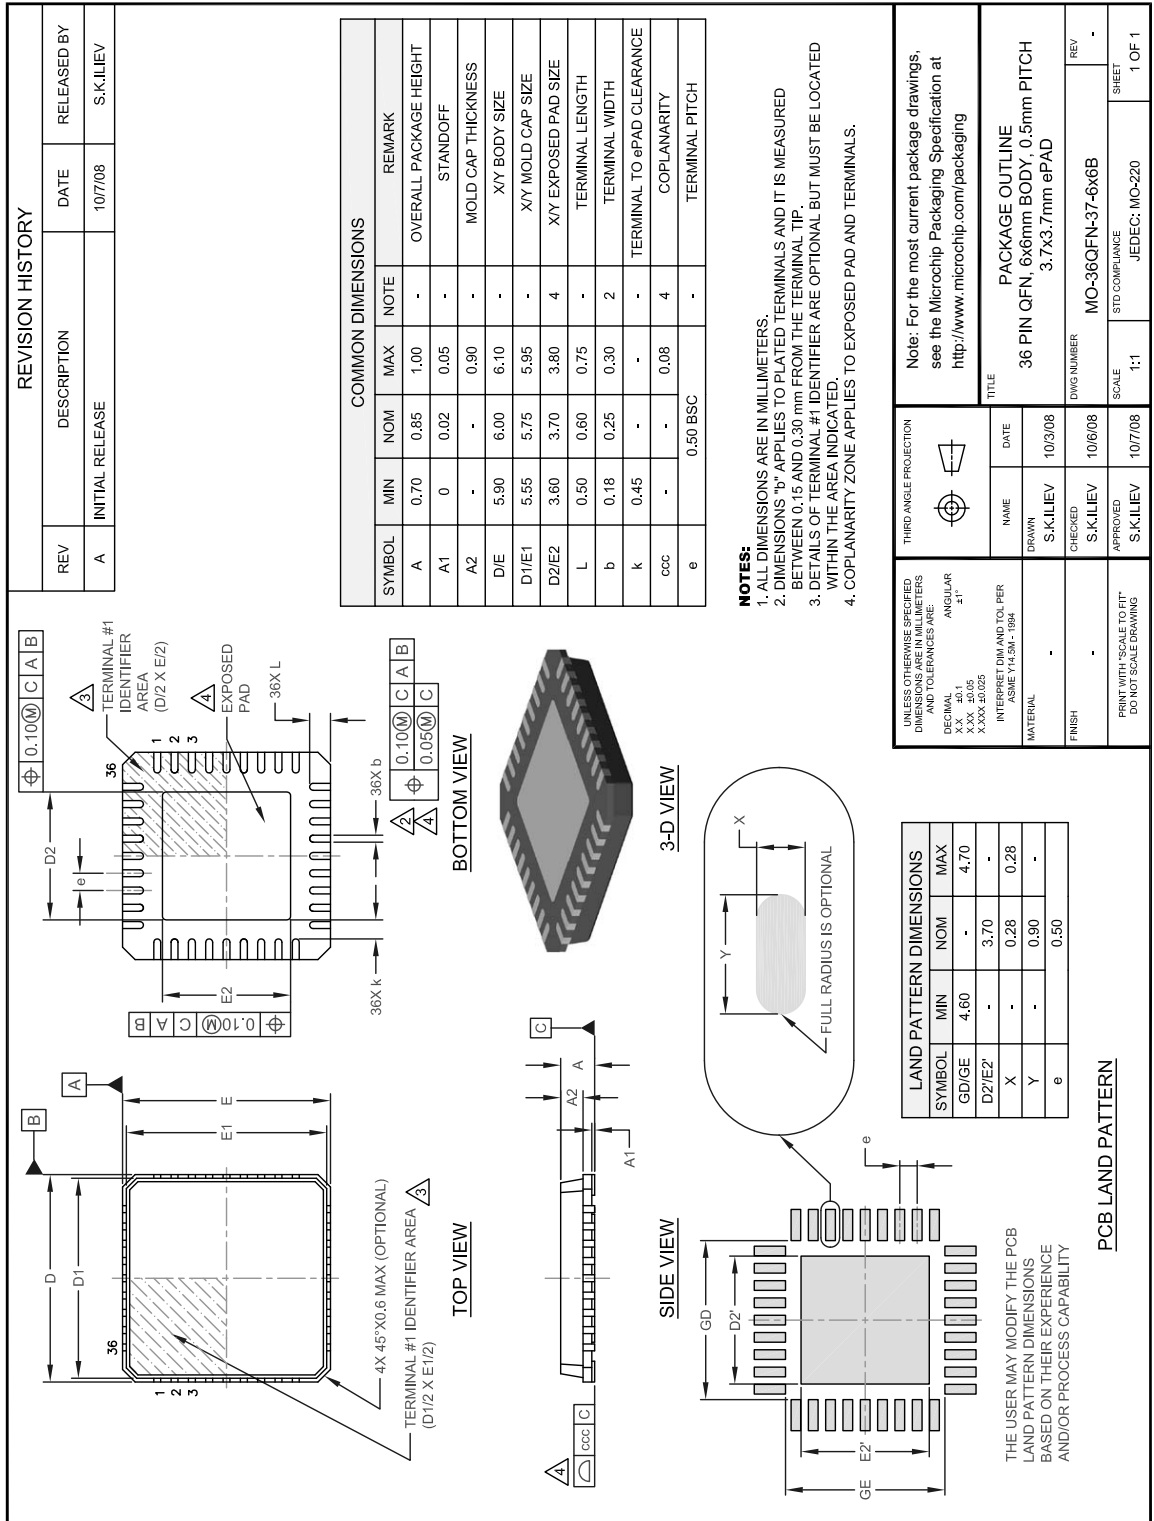 REVISION HISTORY
REV DESCRIPTION DATE RELEASED BY
A INITIAL RELEASE 10/7/08 S.K.ILIEV
B
A
D
D1
E1
E
36
1
2
3
4X 45°X0.6 MAX (OPTIONAL)
TERMINAL #1 IDENTIFIER AREA 3
(D1/2 X E1/2)
TOP VIEW
⌖ 0.10Ⓜ C A B
⌖ 0.10Ⓜ C A B
D2
e
E2
36
1
2
3
3
TERMINAL #1
IDENTIFIER
AREA
(D/2 X E/2)
4
EXPOSED
PAD
36X L
36X k
36X b
2
4
⌖ 0.10Ⓜ C A B
0.05Ⓜ C
BOTTOM VIEW
4
⌓ ccc C
C
A2
A
A1
SIDE VIEW
3-D VIEW
COMMON DIMENSIONS
SYMBOL MIN NOM MAX NOTE REMARK
A 0.70 0.85 1.00 - OVERALL PACKAGE HEIGHT
A1 0 0.02 0.05 - STANDOFF
A2 - - 0.90 - MOLD CAP THICKNESS
D/E 5.90 6.00 6.10 - X/Y BODY SIZE
D1/E1 5.55 5.75 5.95 - X/Y MOLD CAP SIZE
D2/E2 3.60 3.70 3.80 4 X/Y EXPOSED PAD SIZE
L 0.50 0.60 0.75 - TERMINAL LENGTH
b 0.18 0.25 0.30 2 TERMINAL WIDTH
k 0.45 - - - TERMINAL TO ePAD CLEARANCE
ccc - - 0.08 4 COPLANARITY
e 0.50 BSC TERMINAL PITCH
NOTES:
1. ALL DIMENSIONS ARE IN MILLIMETERS.
2. DIMENSIONS "b" APPLIES TO PLATED TERMINALS AND IT IS MEASURED
BETWEEN 0.15 AND 0.30 mm FROM THE TERMINAL TIP.
3. DETAILS OF TERMINAL #1 IDENTIFIER ARE OPTIONAL BUT MUST BE LOCATED
WITHIN THE AREA INDICATED.
4. COPLANARITY ZONE APPLIES TO EXPOSED PAD AND TERMINALS.
GD
D2'
GE
E2'
e
Y
X
FULL RADIUS IS OPTIONAL
THE USER MAY MODIFY THE PCB
LAND PATTERN DIMENSIONS
BASED ON THEIR EXPERIENCE
AND/OR PROCESS CAPABILITY
LAND PATTERN DIMENSIONS
SYMBOL MIN NOM MAX
GD/GE 4.60 - 4.70
D2'/E2' - 3.70 -
X - 0.28 0.28
Y - 0.90 -
e 0.50
PCB LAND PATTERN
UNLESS OTHERWISE SPECIFIED
DIMENSIONS ARE IN MILLIMETERS
AND TOLERANCES ARE:
DECIMAL ANGULAR
X.X ±0.1 ±1°
X.XX ±0.05
X.XXX ±0.025
INTERPRET DIM AND TOL PER
ASME Y14.5M - 1994
MATERIAL
-
FINISH
-
PRINT WITH "SCALE TO FIT"
DO NOT SCALE DRAWING
THIRD ANGLE PROJECTION
NAME DATE
DRAWN
S.K.ILIEV 10/3/08
CHECKED
S.K.ILIEV 10/6/08
APPROVED
S.K.ILIEV 10/7/08
Note: For the most current package drawings,
see the Microchip Packaging Specification at
http://www.microchip.com/packaging
TITLE
PACKAGE OUTLINE
36 PIN QFN, 6x6mm BODY, 0.5mm PITCH
3.7x3.7mm ePAD
DWG NUMBER REV
MO-36QFN-37-6x6B -
SCALE STD COMPLIANCE SHEET
1:1 JEDEC: MO-220 1 OF 1